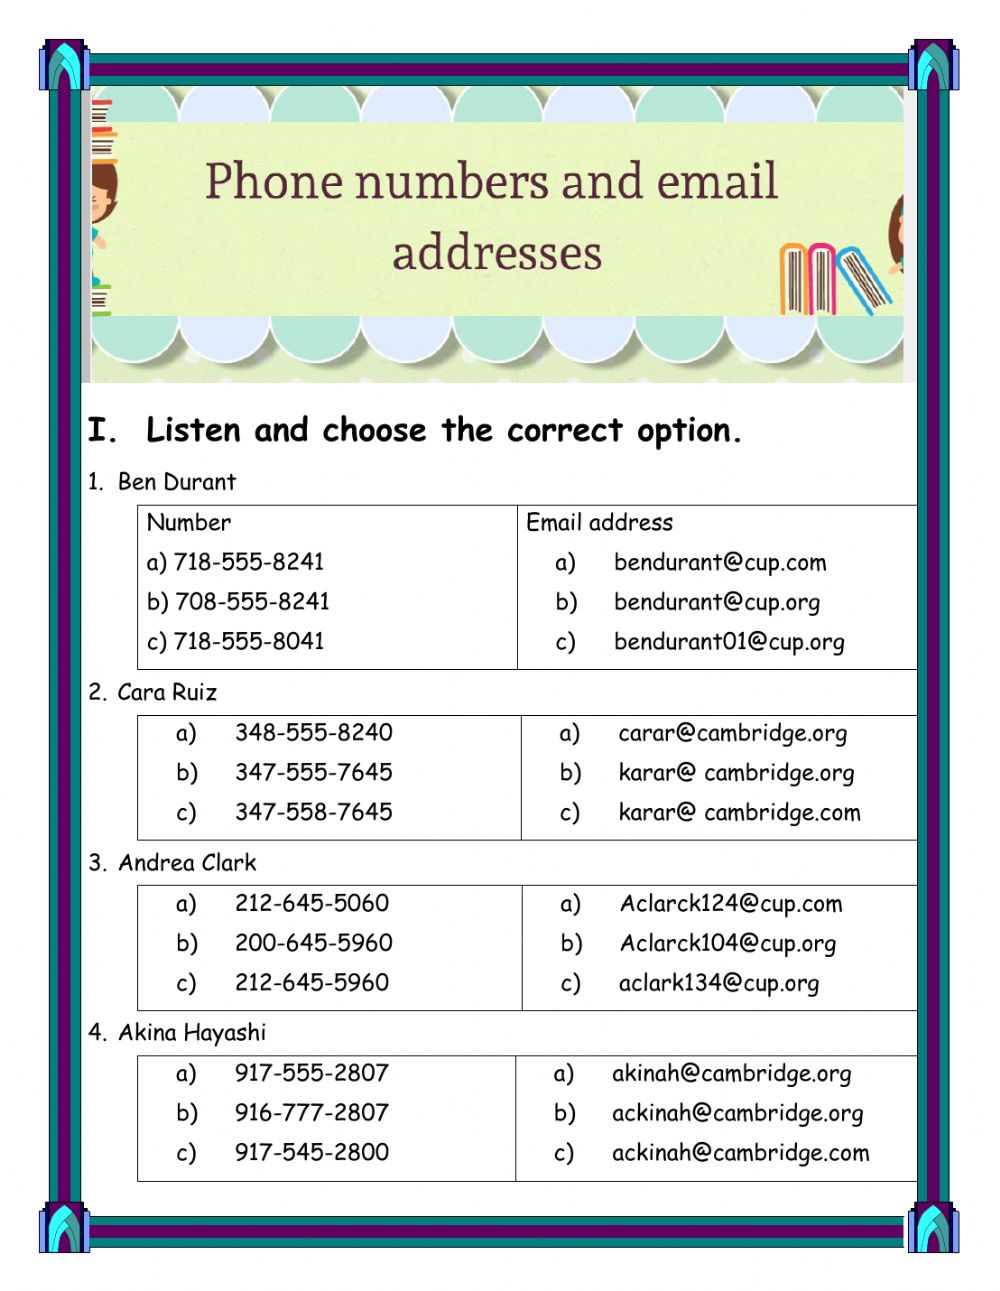 Phone numbers and email
addresses
I. Listen and choose the correct option.
1. Ben Durant
Number
a) 718-555-8241
b) 708-555-8241
c) 718-555-8041
Email address
a) bendurant@cup.com
b) bendurant@cup.org
c) bendurant01@cup.org
2. Cara Ruiz
a) 348-555-8240
b) 347-555-7645
c) 347-558-7645
a) carar@cambridge.org
b) karar@ cambridge.org
c) karar@ cambridge.com
3. Andrea Clark
a) 212-645-5060
b) 200-645-5960
c) 212-645-5960
a) Aclarck124@cup.com
b) Aclarck104@cup.org
c) aclark134@cup.org
4. Akina Hayashi
a) 917-555-2807
b) 916-777-2807
c) 917-545-2800
a) akinah@cambridge.org
b) ackinah@cambridge.org
c) ackinah@cambridge.com